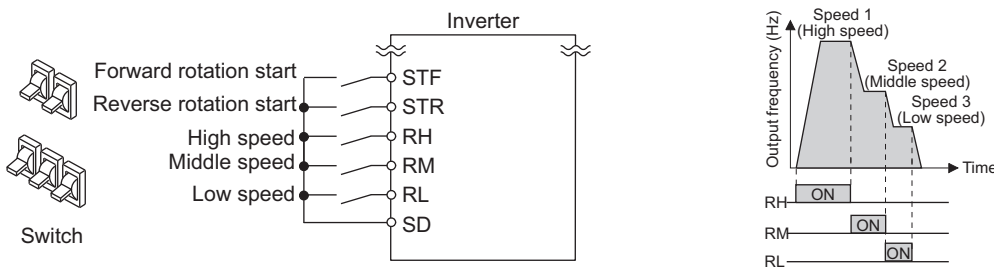 Inverter
Forward rotation start
STF
Reverse rotation start
STR
High speed
RH
Middle speed
RM
Low speed
RL
SD
Switch
Output frequency (Hz)
Speed 1
(High speed)
Speed 2
(Middle speed)
Speed 3
(Low speed)
Time
RH
ON
RM
ON
RL
ON